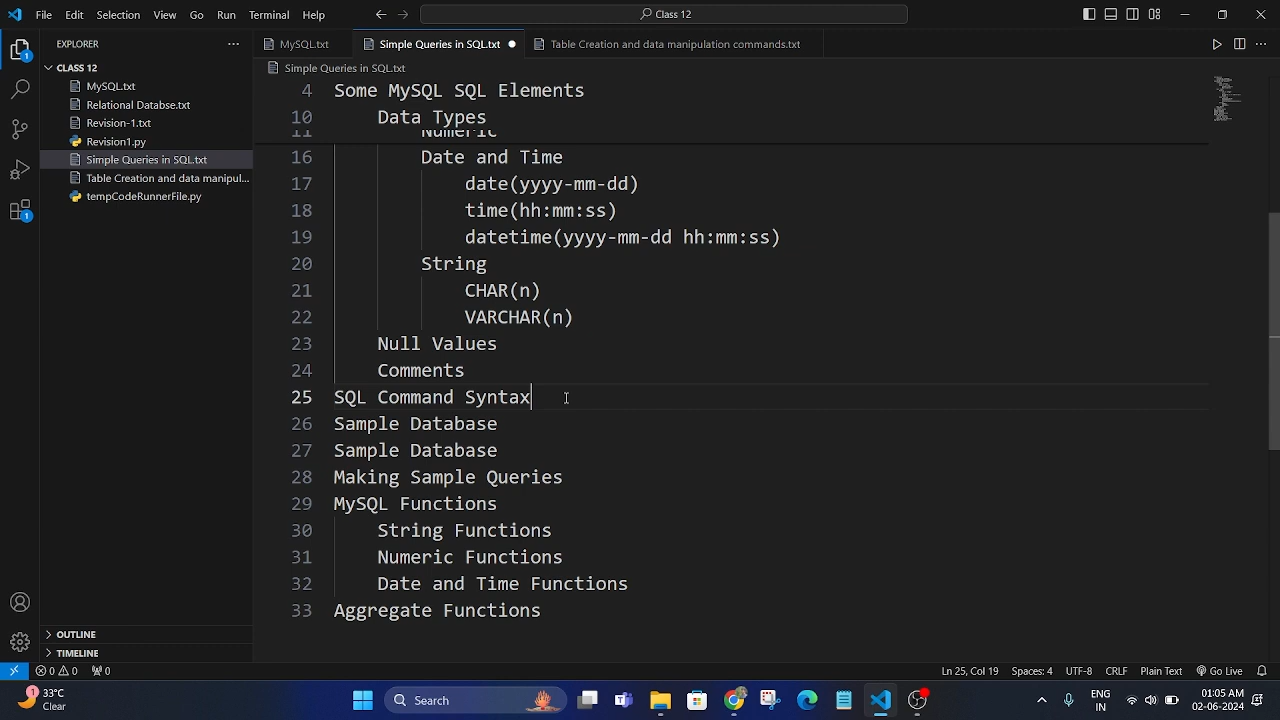 File Edit Selection View Go Run Terminal Help
Class 12
EXPLORER
MySQL.txt
Simple Queries in SQL.txt
Table Creation and data manipulation commands.txt
CLASS 12
MySQL.txt
Relational Databse.txt
Revision-1.txt
Revision1.py
Simple Queries in SQL.txt
Table Creation and data manipul...
tempCodeRunnerFile.py
1
1
Simple Queries in SQL.txt
4 Some MySQL SQL Elements
10 Data Types
11 Numeric
16 Date and Time
17 date(yyyy-mm-dd)
18 time(hh:mm:ss)
19 datetime(yyyy-mm-dd hh:mm:ss)
20 String
21 CHAR(n)
22 VARCHAR(n)
23 Null Values
24 Comments
25 SQL Command Syntax
26 Sample Database
27 Sample Database
28 Making Sample Queries
29 MySQL Functions
30 String Functions
31 Numeric Functions
32 Date and Time Functions
33 Aggregate Functions
OUTLINE
TIMELINE
0 0 0
Ln 25, Col 19 Spaces: 4 UTF-8 CRLF Plain Text Go Live
1
33°C
Clear
Search
ENG
IN
01:05 AM
02-06-2024